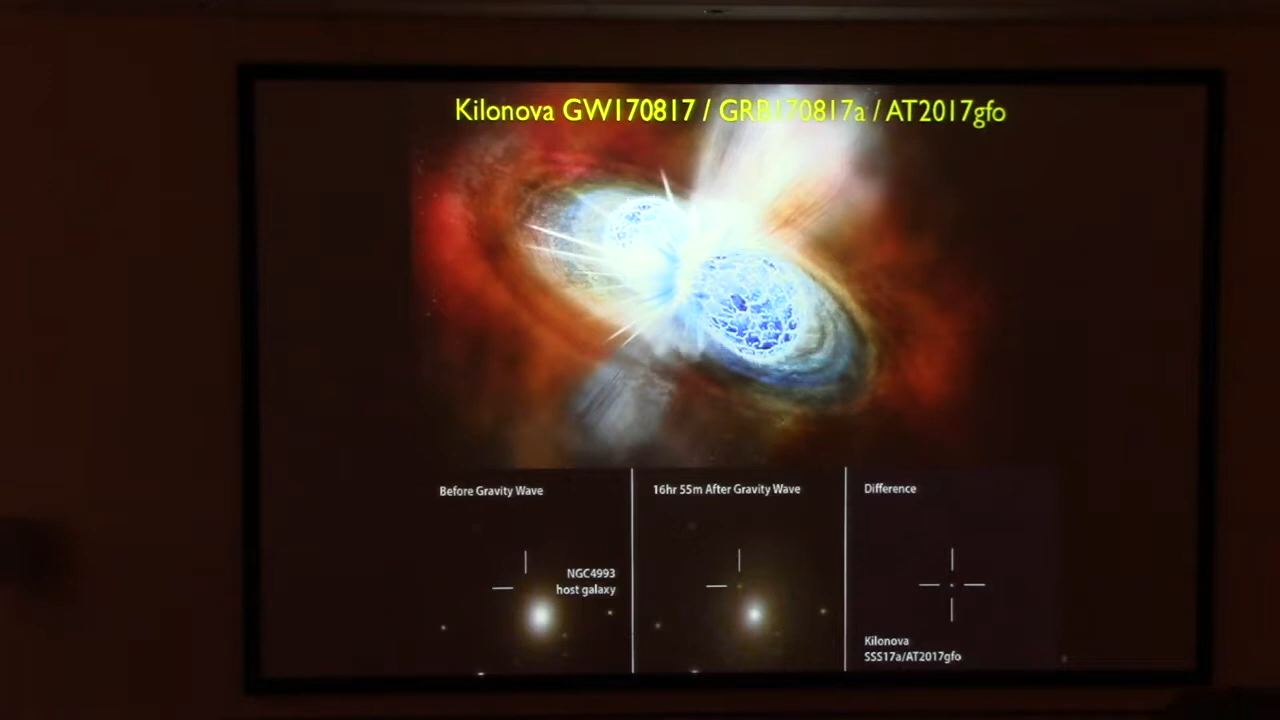 Kilonova GW170817 / GRB170817a / AT2017gfo
Before Gravity Wave
16hr 55m After Gravity Wave
Difference
NGC4993
host galaxy
Kilonova
SSS17a/AT2017gfo